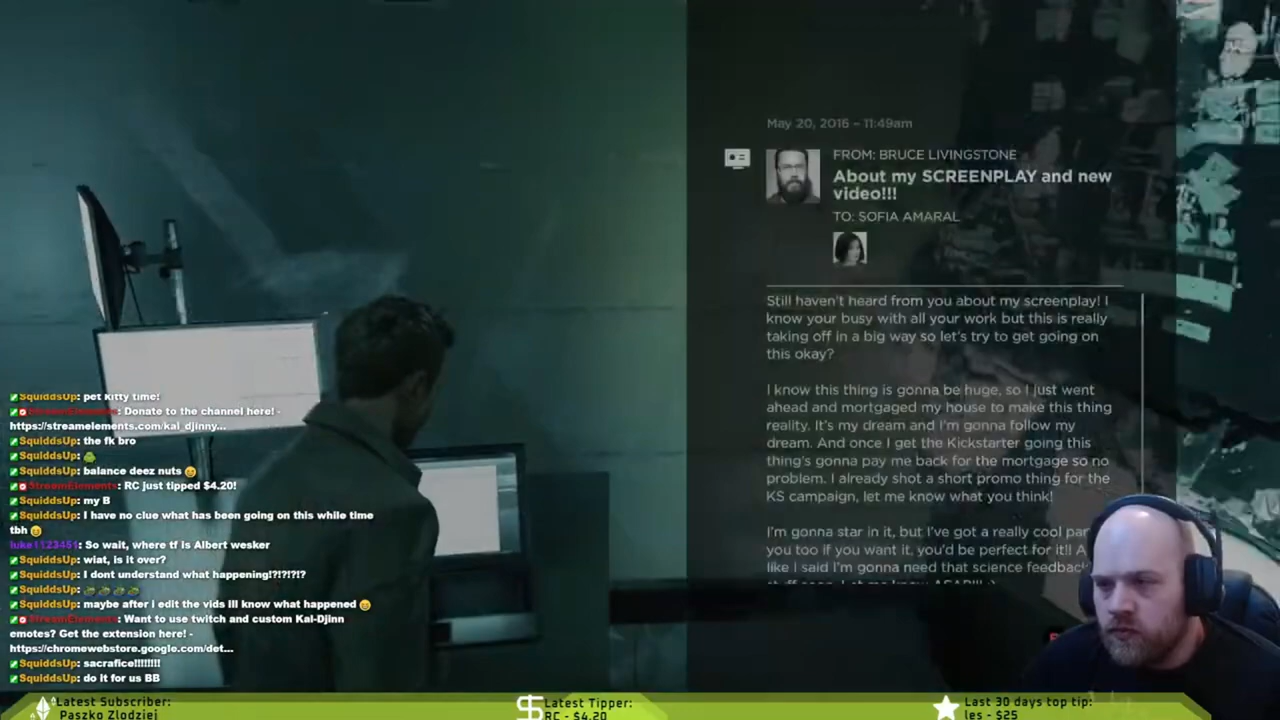 May 20, 2016 – 11:49am
FROM: BRUCE LIVINGSTONE
About my SCREENPLAY and new
video!!!
TO: SOFIA AMARAL
Still haven't heard from you about my screenplay! I
know your busy with all your work but this is really
taking off in a big way so let's try to get going on
this okay?
I know this thing is gonna be huge, so I just went
ahead and mortgaged my house to make this thing
reality. It's my dream and I'm gonna follow my
dream. And once I get the Kickstarter going this
thing's gonna pay me back for the mortgage so no
problem. I already shot a short promo thing for the
KS campaign, let me know what you think!
I'm gonna star in it, but I've got a really cool par
you too if you want it, you'd be perfect for it!! A
like I said I'm gonna need that science feedback
SquiddsUp: pet kitty time!
StreamElements: Donate to the channel here! -
https://streamelements.com/kai_djinny...
SquiddsUp: the fk bro
SquiddsUp:
SquiddsUp: balance deez nuts
StreamElements: RC just tipped $4.20!
SquiddsUp: my B
SquiddsUp: I have no clue what has been going on this while time
tbh
luke1123451: So wait, where tf is Albert wesker
SquiddsUp: wiat, is it over?
SquiddsUp: I dont understand what happening!?!?!?!?
SquiddsUp:
SquiddsUp: maybe after i edit the vids ill know what happened
StreamElements: Want to use twitch and custom Kai-Djinn
emotes? Get the extension here! -
https://chromewebstore.google.com/det...
SquiddsUp: sacrafice!!!!!!!!
SquiddsUp: do it for us BB
Latest Subscriber:
Paszko Zlodziej
Latest Tipper:
RC - $4.20
Last 30 days top tip:
les - $25